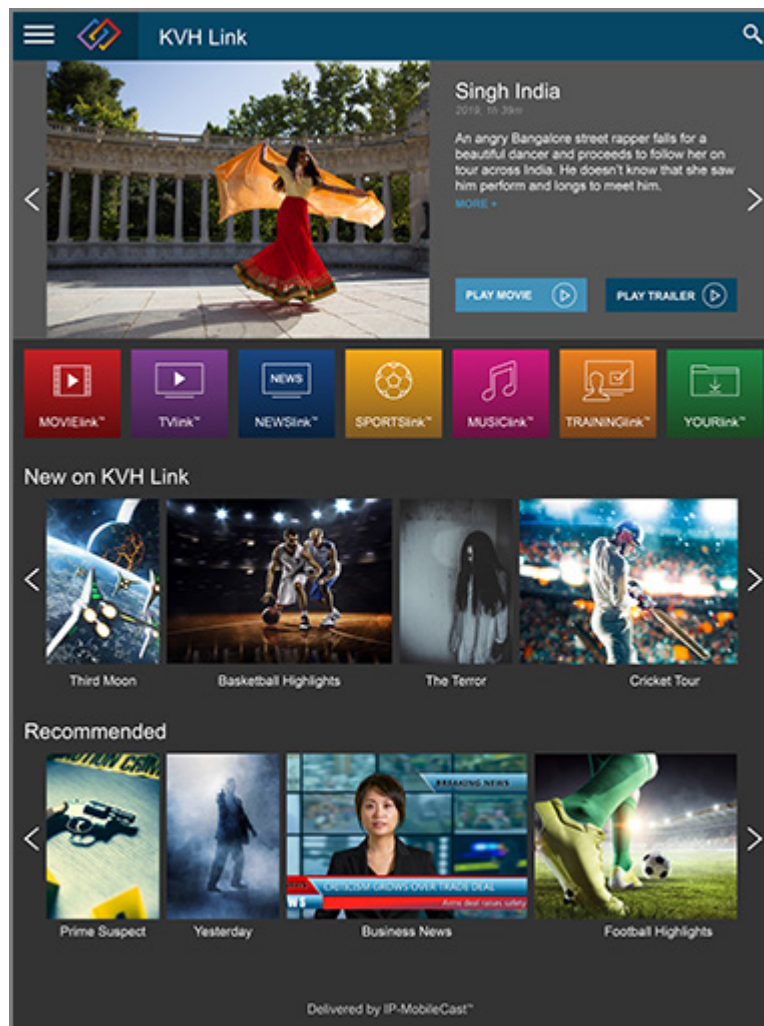 KVH Link
Singh India
2019, 1h 39m
An angry Bangalore street rapper falls for a
beautiful dancer and proceeds to follow her on
tour across India. He doesn't know that she saw
him perform and longs to meet him.
MORE »
PLAY MOVIE
PLAY TRAILER
NEWS
MOVIElink™
TVlink™
NEWSlink™
SPORTSlink™
MUSIClink™
TRAININGlink™
YOURlink™
New on KVH Link
Third Moon
Basketball Highlights
The Terror
Cricket Tour
Recommended
BREAKING NEWS
CRITICISM GROWS OVER TRADE DEAL
Arms deal raises safety
Prime Suspect
Yesterday
Business News
Football Highlights
Delivered by IP-MobileCast™